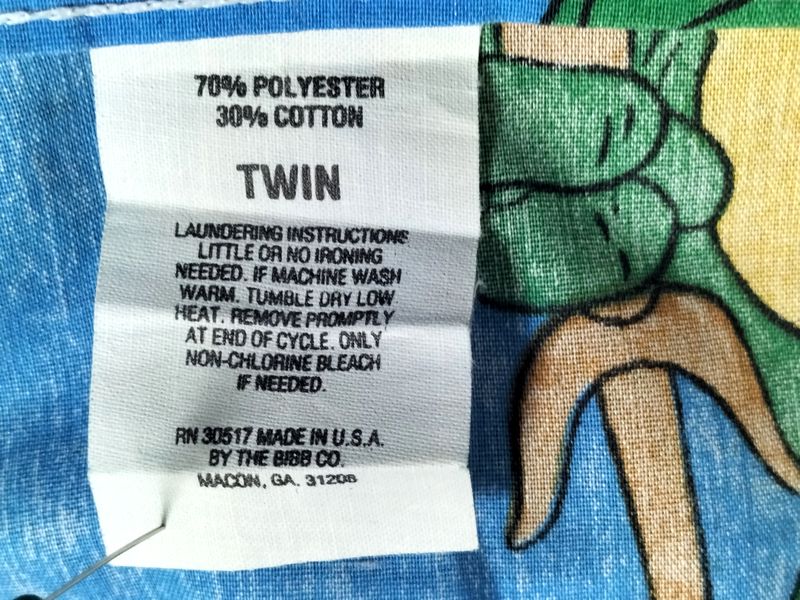 70% POLYESTER
30% COTTON
TWIN
LAUNDERING INSTRUCTIONS
LITTLE OR NO IRONING
NEEDED. IF MACHINE WASH
WARM. TUMBLE DRY LOW
HEAT. REMOVE PROMPTLY
AT END OF CYCLE. ONLY
NON-CHLORINE BLEACH
IF NEEDED.
RN 30517 MADE IN U.S.A.
BY THE BIBB CO.
MACON, GA. 31208